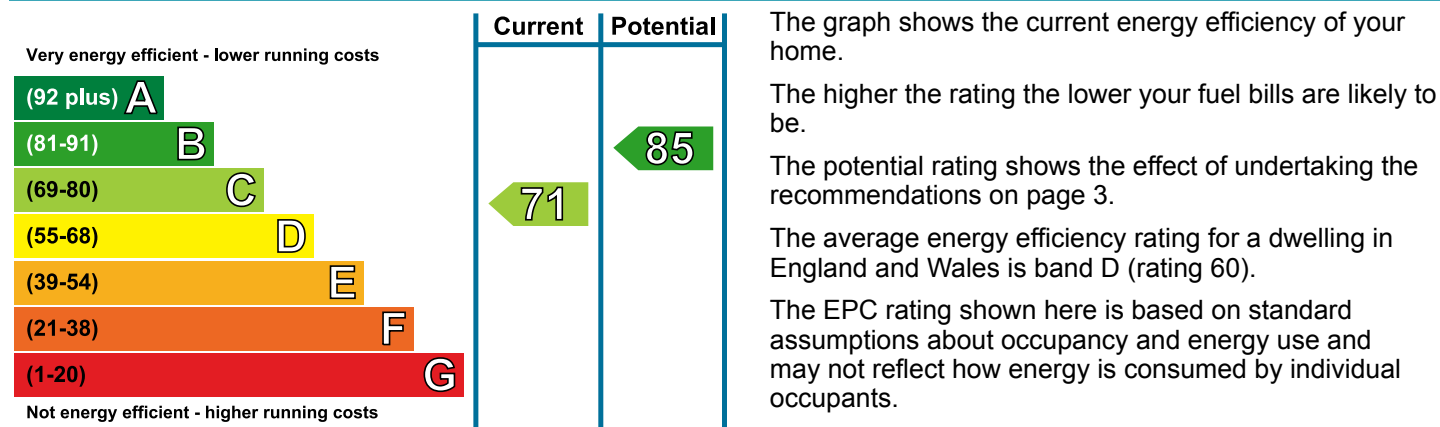 Current Potential
Very energy efficient - lower running costs
(92 plus) A
(81-91) B
85
(69-80) C
71
(55-68) D
(39-54) E
(21-38) F
(1-20) G
Not energy efficient - higher running costs
The graph shows the current energy efficiency of your
home.
The higher the rating the lower your fuel bills are likely to
be.
The potential rating shows the effect of undertaking the
recommendations on page 3.
The average energy efficiency rating for a dwelling in
England and Wales is band D (rating 60).
The EPC rating shown here is based on standard
assumptions about occupancy and energy use and
may not reflect how energy is consumed by individual
occupants.